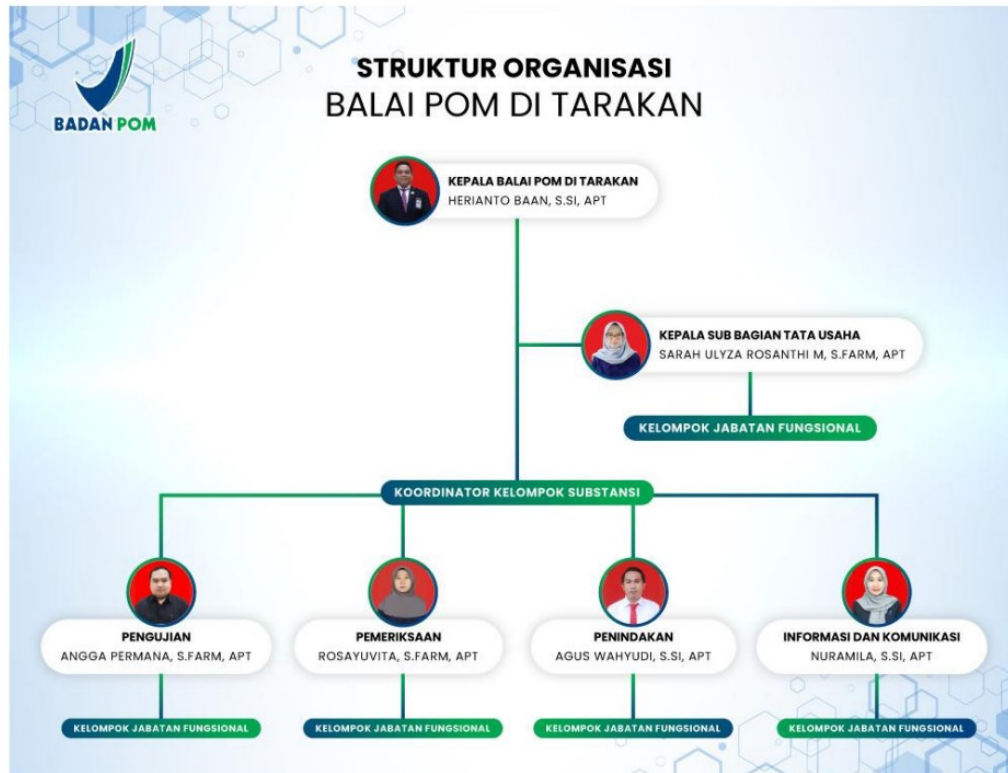 STRUKTUR ORGANISASI
BALAI POM DI TARAKAN
BADAN POM
KEPALA BALAI POM DI TARAKAN
HERIANTO BAAN, S.SI, APT
KEPALA SUB BAGIAN TATA USAHA
SARAH ULYZA ROSANTHI M, S.FARM, APT
KELOMPOK JABATAN FUNGSIONAL
KOORDINATOR KELOMPOK SUBSTANSI
PENGUJIAN
ANGGA PERMANA, S.FARM, APT
PEMERIKSAAN
ROSAYUVITA, S.FARM, APT
PENINDAKAN
AGUS WAHYUDI, S.SI, APT
INFORMASI DAN KOMUNIKASI
NURAMILA, S.SI, APT
KELOMPOK JABATAN FUNGSIONAL
KELOMPOK JABATAN FUNGSIONAL
KELOMPOK JABATAN FUNGSIONAL
KELOMPOK JABATAN FUNGSIONAL